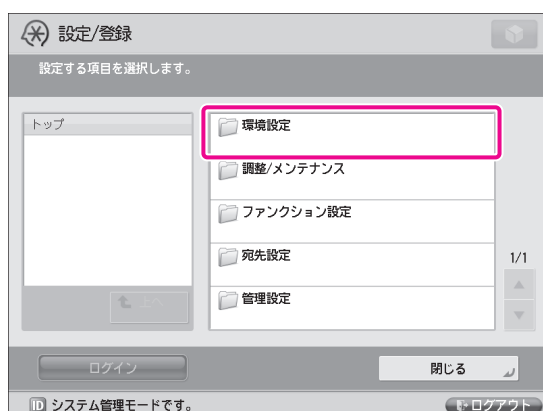 設定/登録
設定する項目を選択します。
トップ
環境設定
調整/メンテナンス
ファンクション設定
宛先設定
1/1
管理設定
上へ
ログイン
閉じる
ID システム管理モードです。
ログアウト